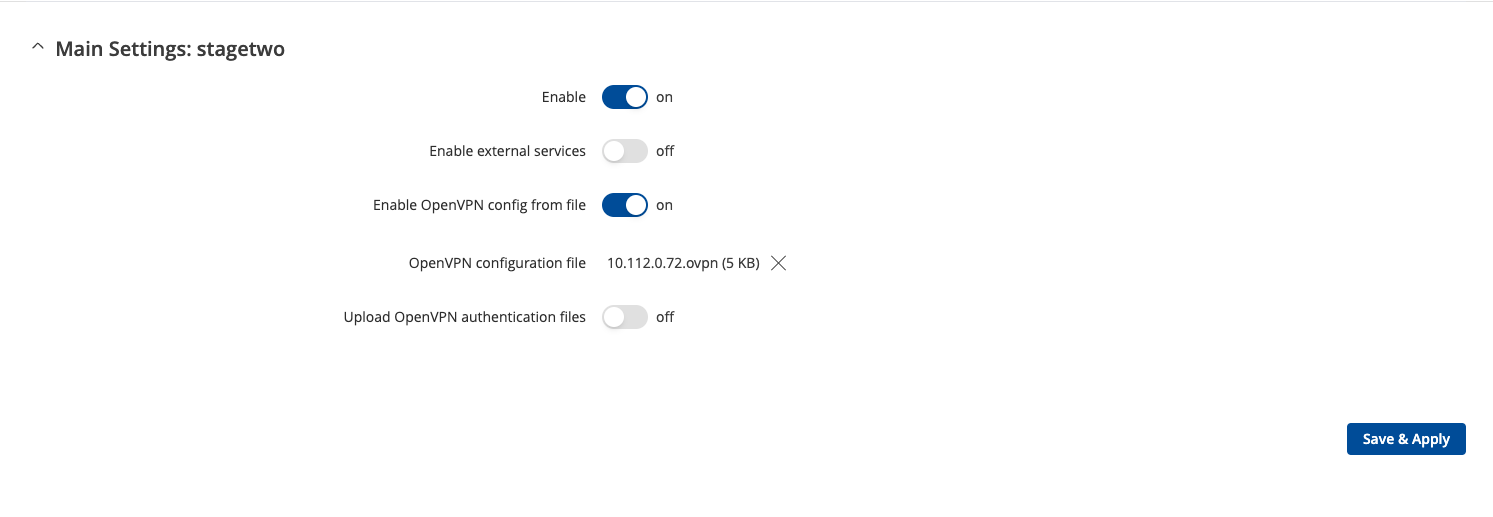 Main Settings: stagetwo
Enable on
Enable external services off
Enable OpenVPN config from file on
OpenVPN configuration file 10.112.0.72.ovpn (5 KB)
Upload OpenVPN authentication files off
Save & Apply